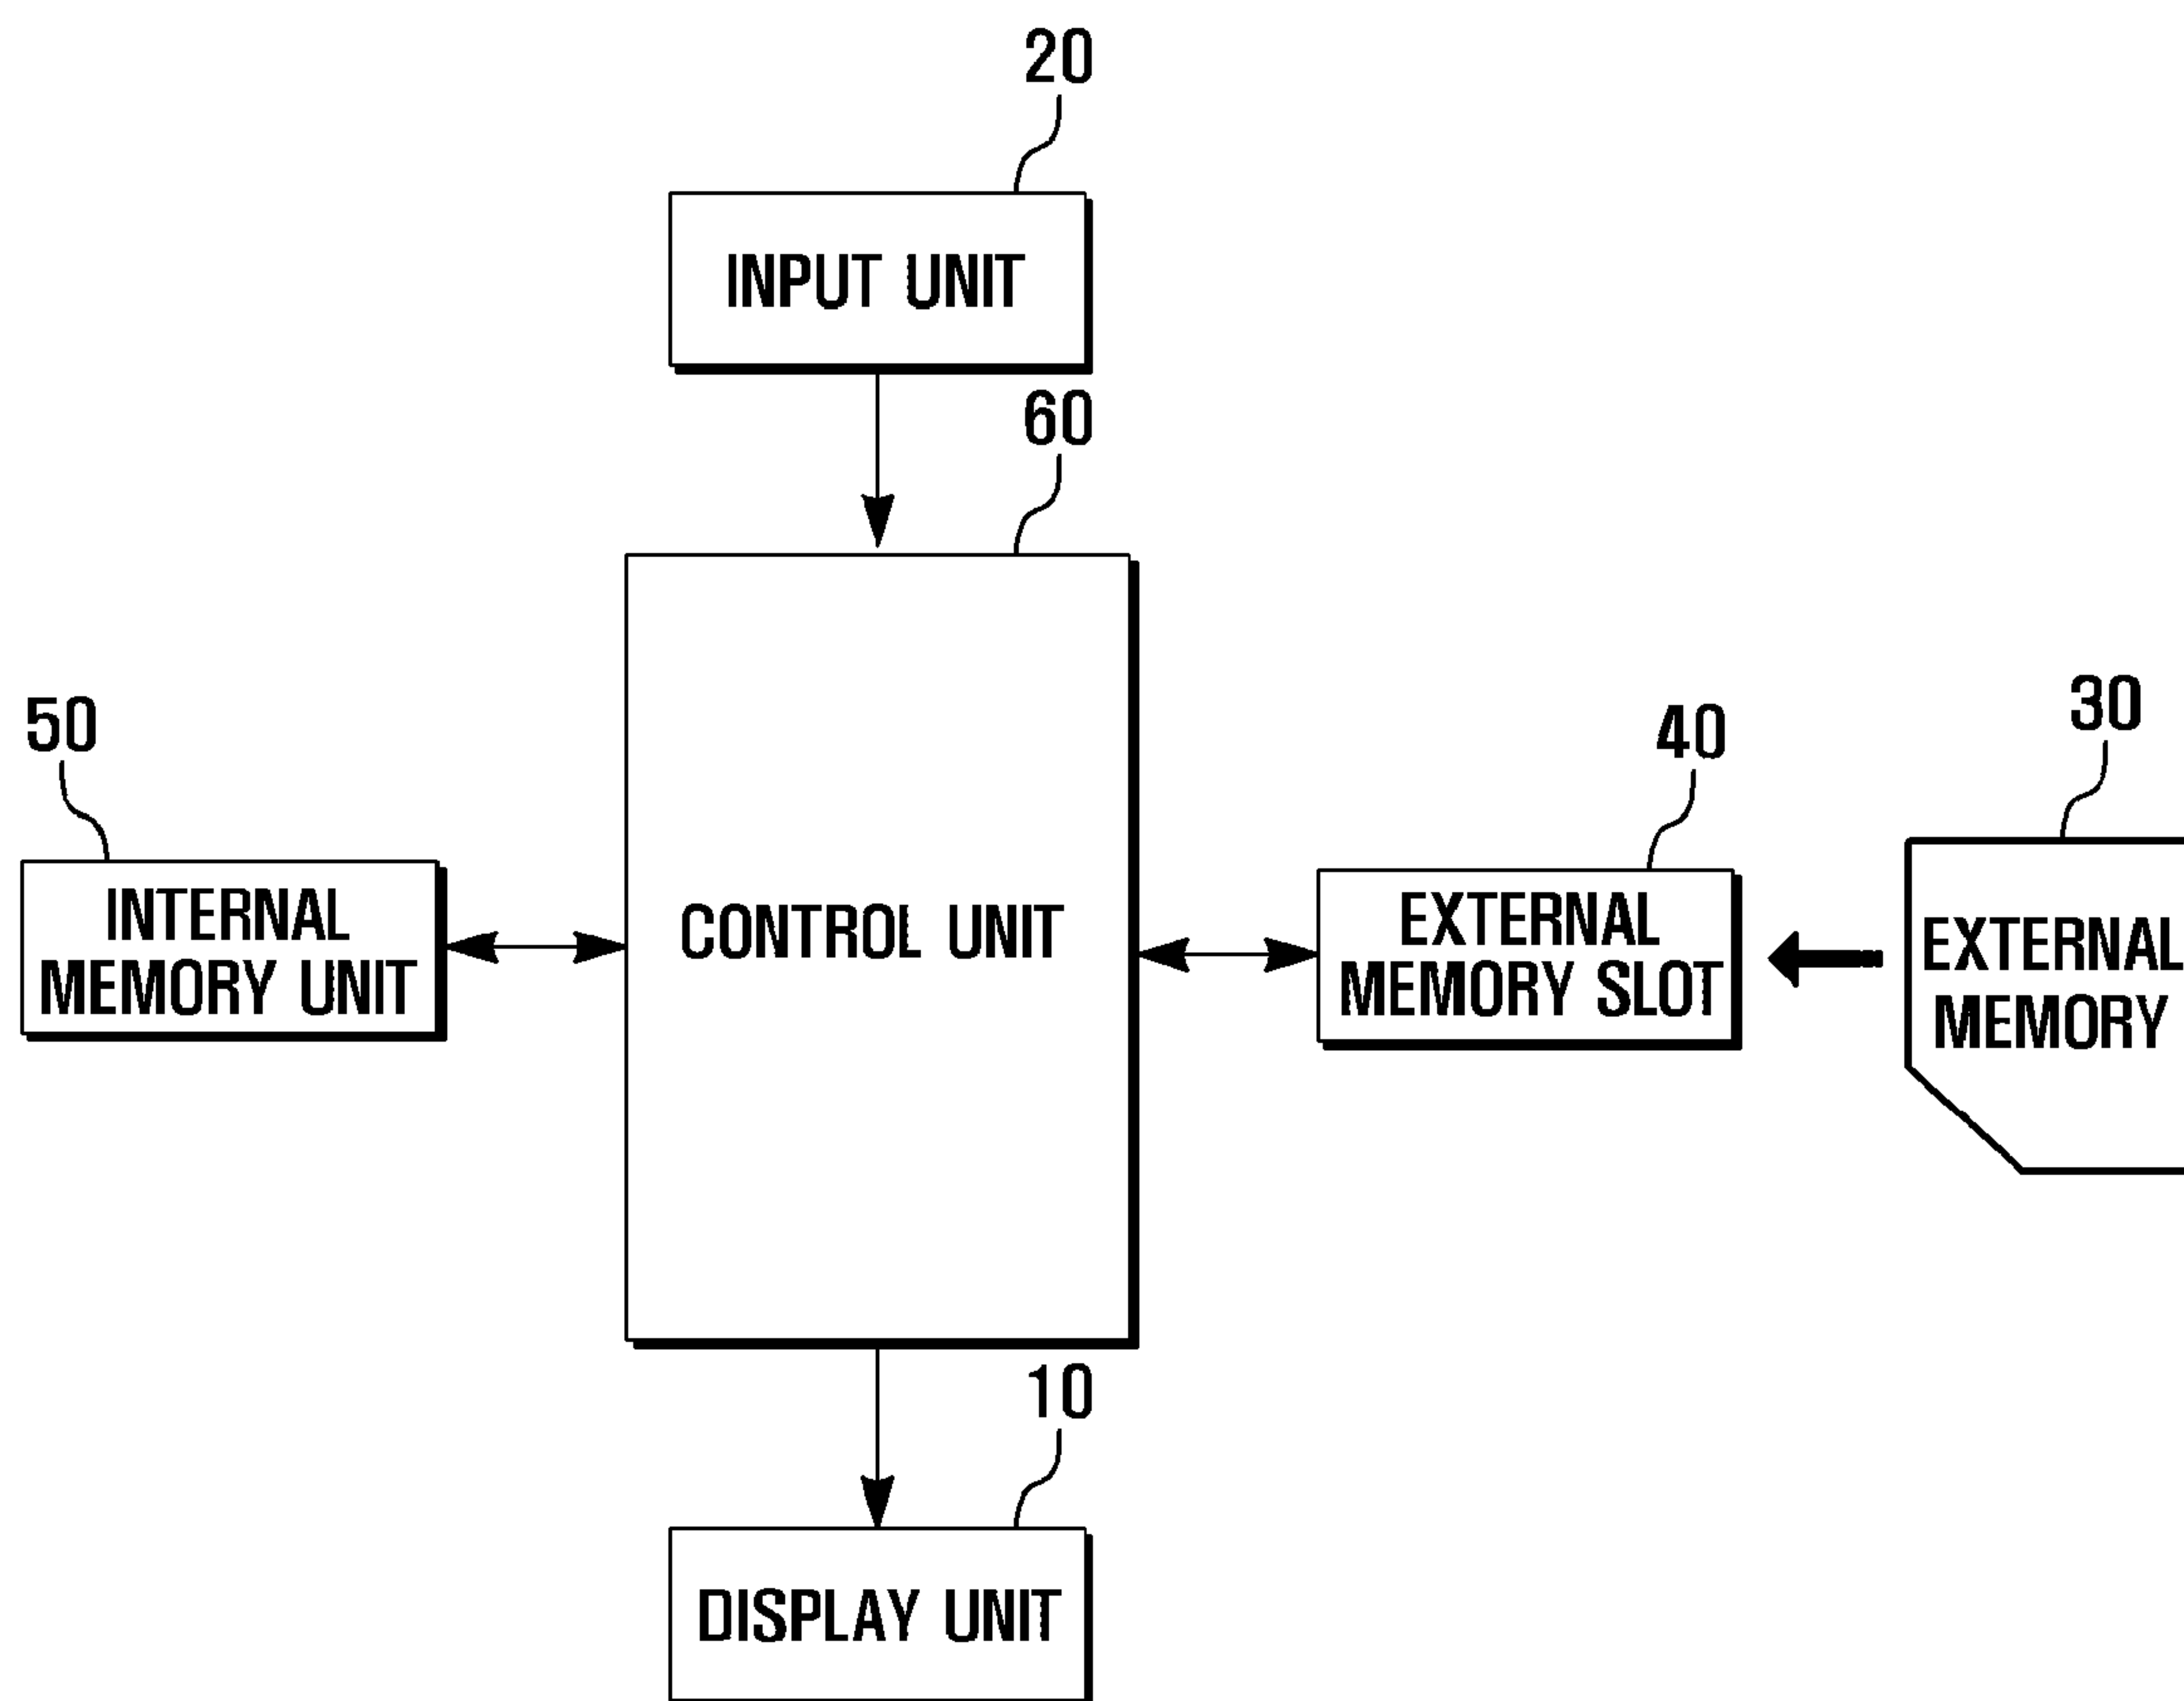 20
INPUT UNIT
60
50
40
30
INTERNAL
MEMORY UNIT
CONTROL UNIT
EXTERNAL
MEMORY SLOT
EXTERNAL
MEMORY
10
DISPLAY UNIT